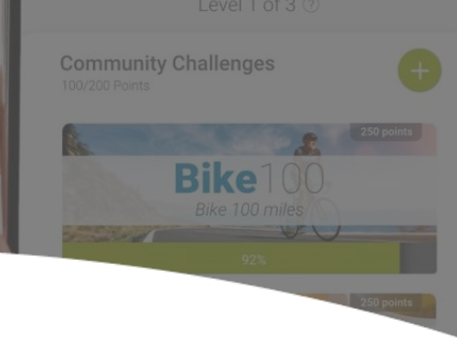 Level 1 of 3 ?
Community Challenges
100/200 Points
+
250 points
Bike100
Bike 100 miles
92%
250 points